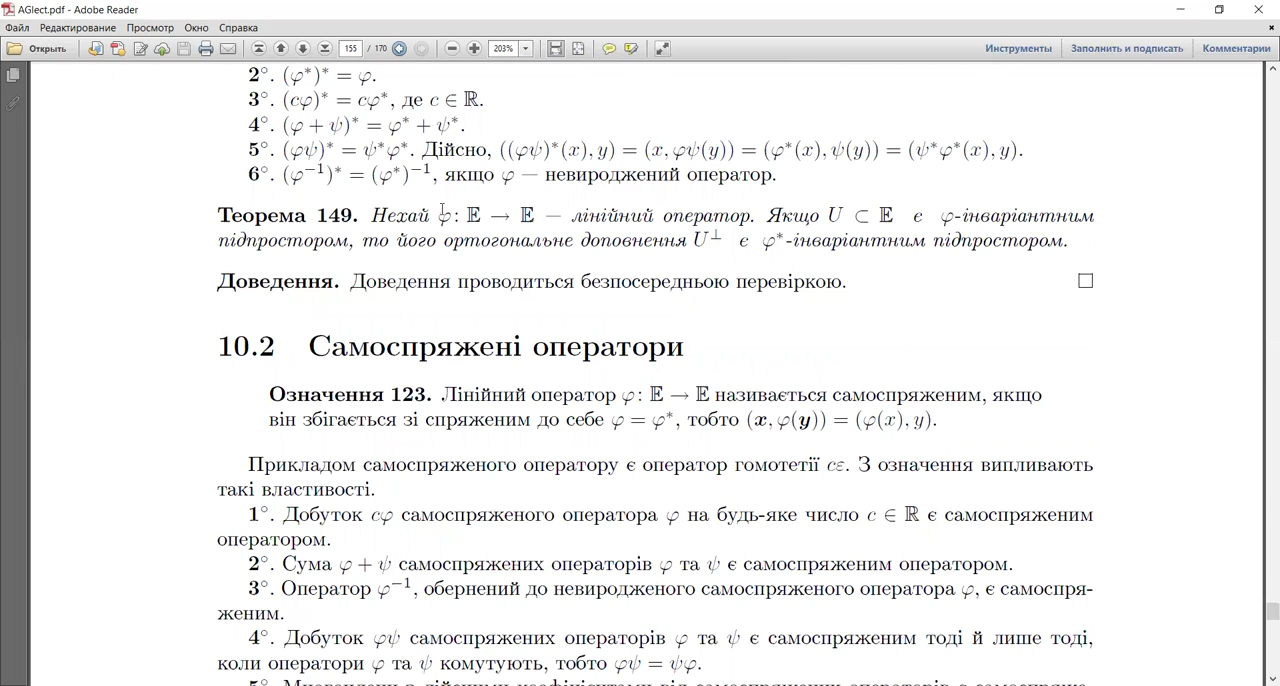 AGlect.pdf - Adobe Reader
Файл Редактирование Просмотр Окно Справка
Открыть 155 / 170 203% Инструменты Заполнить и подписать Комментарии
2°. (φ*)* = φ.
3°. (cφ)* = cφ*, де c ∈ ℝ.
4°. (φ + ψ)* = φ* + ψ*.
5°. (φψ)* = ψ*φ*. Дійсно, ((φψ)*(x), y) = (x, φψ(y)) = (φ*(x), ψ(y)) = (ψ*φ*(x), y).
6°. (φ⁻¹)* = (φ*)⁻¹, якщо φ — невироджений оператор.
Теорема 149. Нехай φ: 𝔼 → 𝔼 — лінійний оператор. Якщо U ⊂ 𝔼 є φ-інваріантним
підпростором, то його ортогональне доповнення U⊥ є φ*-інваріантним підпростором.
Доведення. Доведення проводиться безпосередньою перевіркою. □
10.2 Самоспряжені оператори
Означення 123. Лінійний оператор φ: 𝔼 → 𝔼 називається самоспряженим, якщо
він збігається зі спряженим до себе φ = φ*, тобто (x, φ(y)) = (φ(x), y).
Прикладом самоспряженого оператору є оператор гомотетії cε. З означення випливають
такі властивості.
1°. Добуток cφ самоспряженого оператора φ на будь-яке число c ∈ ℝ є самоспряженим
оператором.
2°. Сума φ + ψ самоспряжених операторів φ та ψ є самоспряженим оператором.
3°. Оператор φ⁻¹, обернений до невиродженого самоспряженого оператора φ, є самоспря-
женим.
4°. Добуток φψ самоспряжених операторів φ та ψ є самоспряженим тоді й лише тоді,
коли оператори φ та ψ комутують, тобто φψ = ψφ.